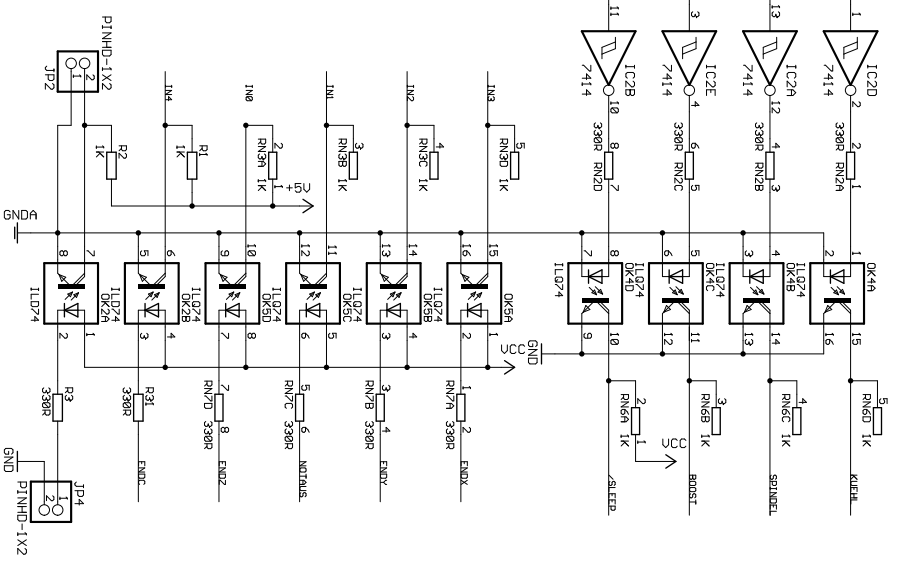 11
3
13
1
IC2B
7414
IC2E
7414
IC2A
7414
IC2D
7414
10
4
12
2
330R RN2D
8
7
330R RN2C
6
5
330R RN2B
4
3
330R RN2A
2
1
PINHD-1X2
JP2
1
2
IN4
IN0
IN1
IN2
IN3
R2
1K
R1
1K
RN3A 1K
2
1
RN3B 1K
3
RN3C 1K
4
RN3D 1K
5
+5V
GNDA
8
7
ILD74
OK2A
2
1
5
6
ILD74
OK2B
3
4
9
10
ILQ74
OK5D
7
8
12
11
ILQ74
OK5C
5
6
13
14
ILQ74
OK5B
3
4
16
15
OK5A
2
1
7
8
ILQ74
OK4D
9
10
6
5
ILQ74
OK4C
12
11
3
4
ILQ74
OK4B
13
14
2
1
OK4A
16
15
VCC
GND
R3
330R
R31
330R
RN7D 330R
7
8
RN7C 330R
5
6
RN7B 330R
3
4
RN7A 330R
1
2
RN6A 1K
2
1
RN6B 1K
3
RN6C 1K
4
RN6D 1K
5
VCC
GND
PINHD-1X2
JP4
1
2
ENDC
ENDZ
NOTAUS
ENDY
ENDX
/SLEEP
BOOST
SPINDEL
KUEHL